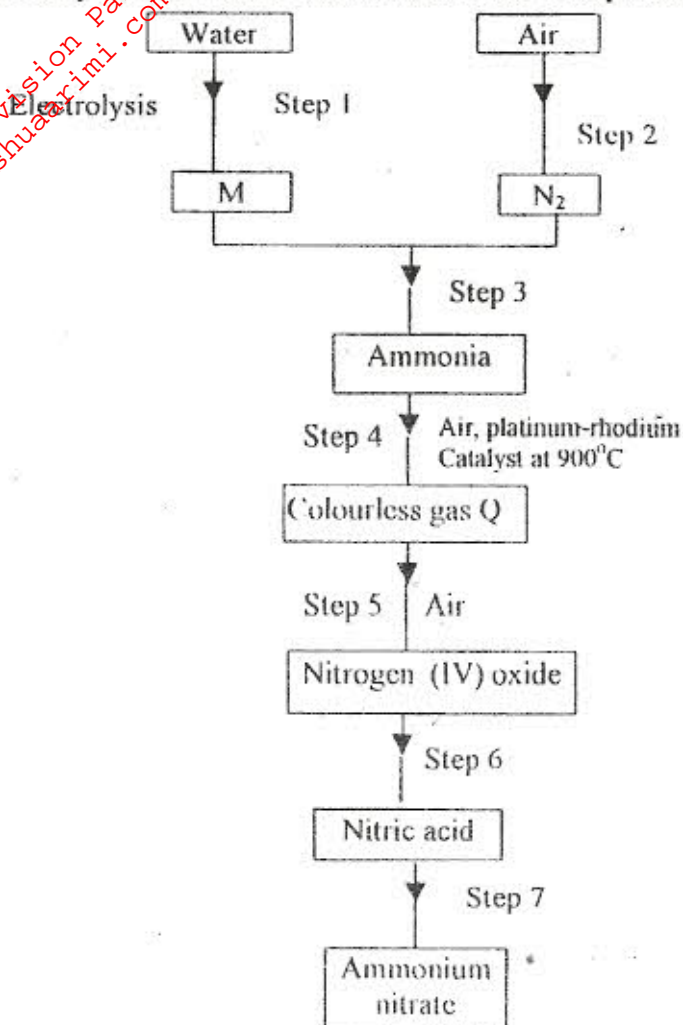 Water
Air
Electrolysis
Step 1
Step 2
M
N₂
Step 3
Ammonia
Step 4
Air, platinum-rhodium
Catalyst at 900°C
Colourless gas Q
Step 5
Air
Nitrogen (IV) oxide
Step 6
Nitric acid
Step 7
Ammonium
nitrate